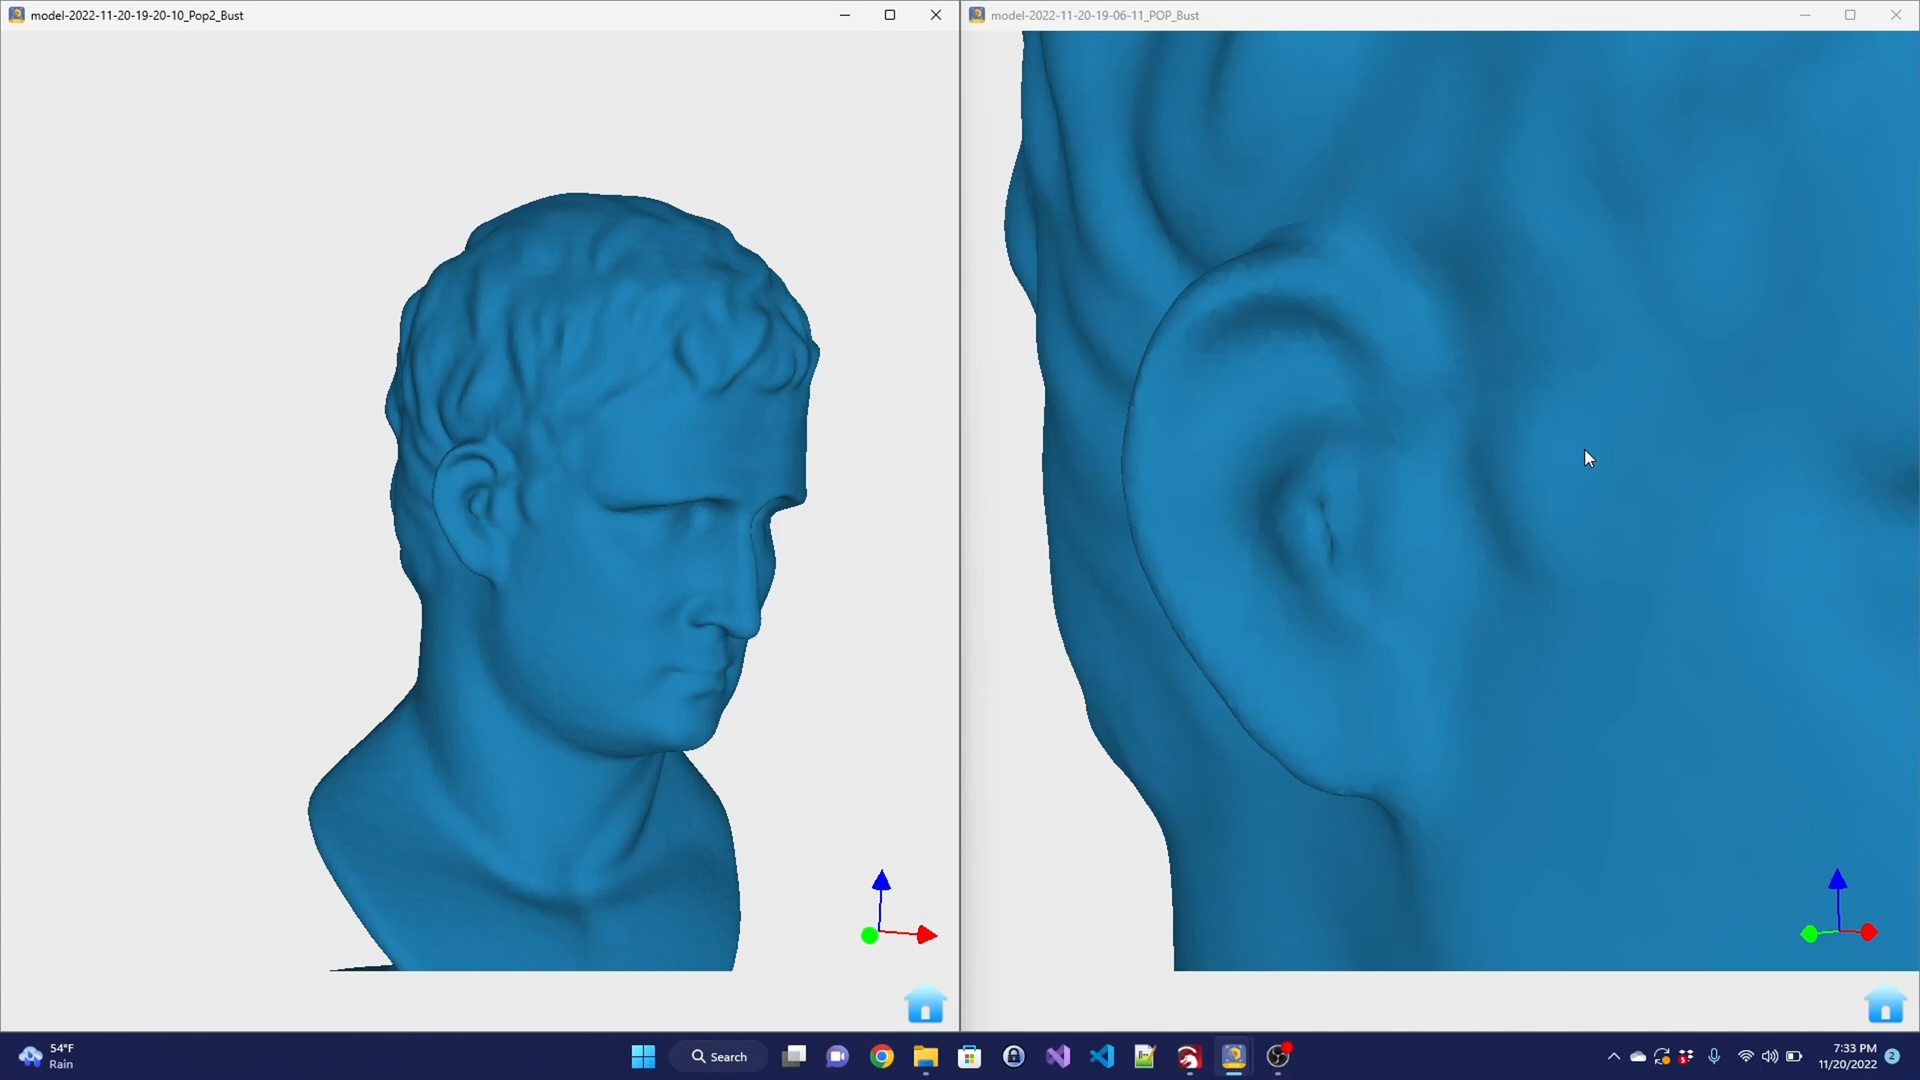 model-2022-11-20-19-20-10_Pop2_Bust
model-2022-11-20-19-06-11_POP_Bust
54°F
Rain
Search
7:33 PM
11/20/2022
2